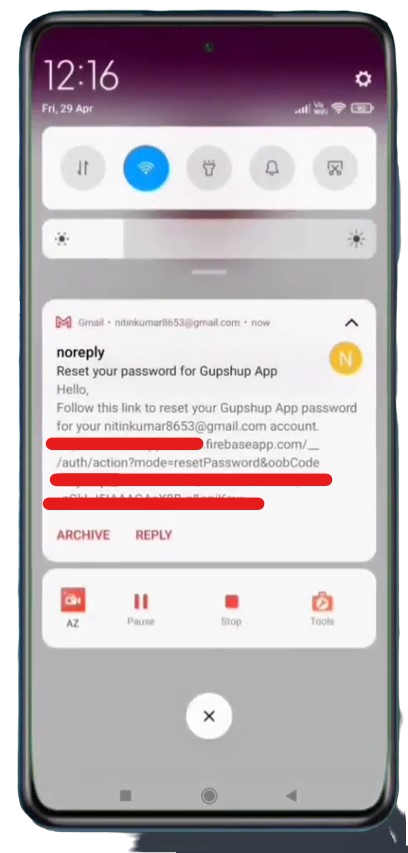 12:16
Fri, 29 Apr
Vo
WiFi
Gmail • nitinkumar8653@gmail.com • now
noreply
N
Reset your password for Gupshup App
Hello,
Follow this link to reset your Gupshup App password
for your nitinkumar8653@gmail.com account.
.firebaseapp.com/__
/auth/action?mode=resetPassword&oobCode
ARCHIVE REPLY
AZ Pause Stop Tools